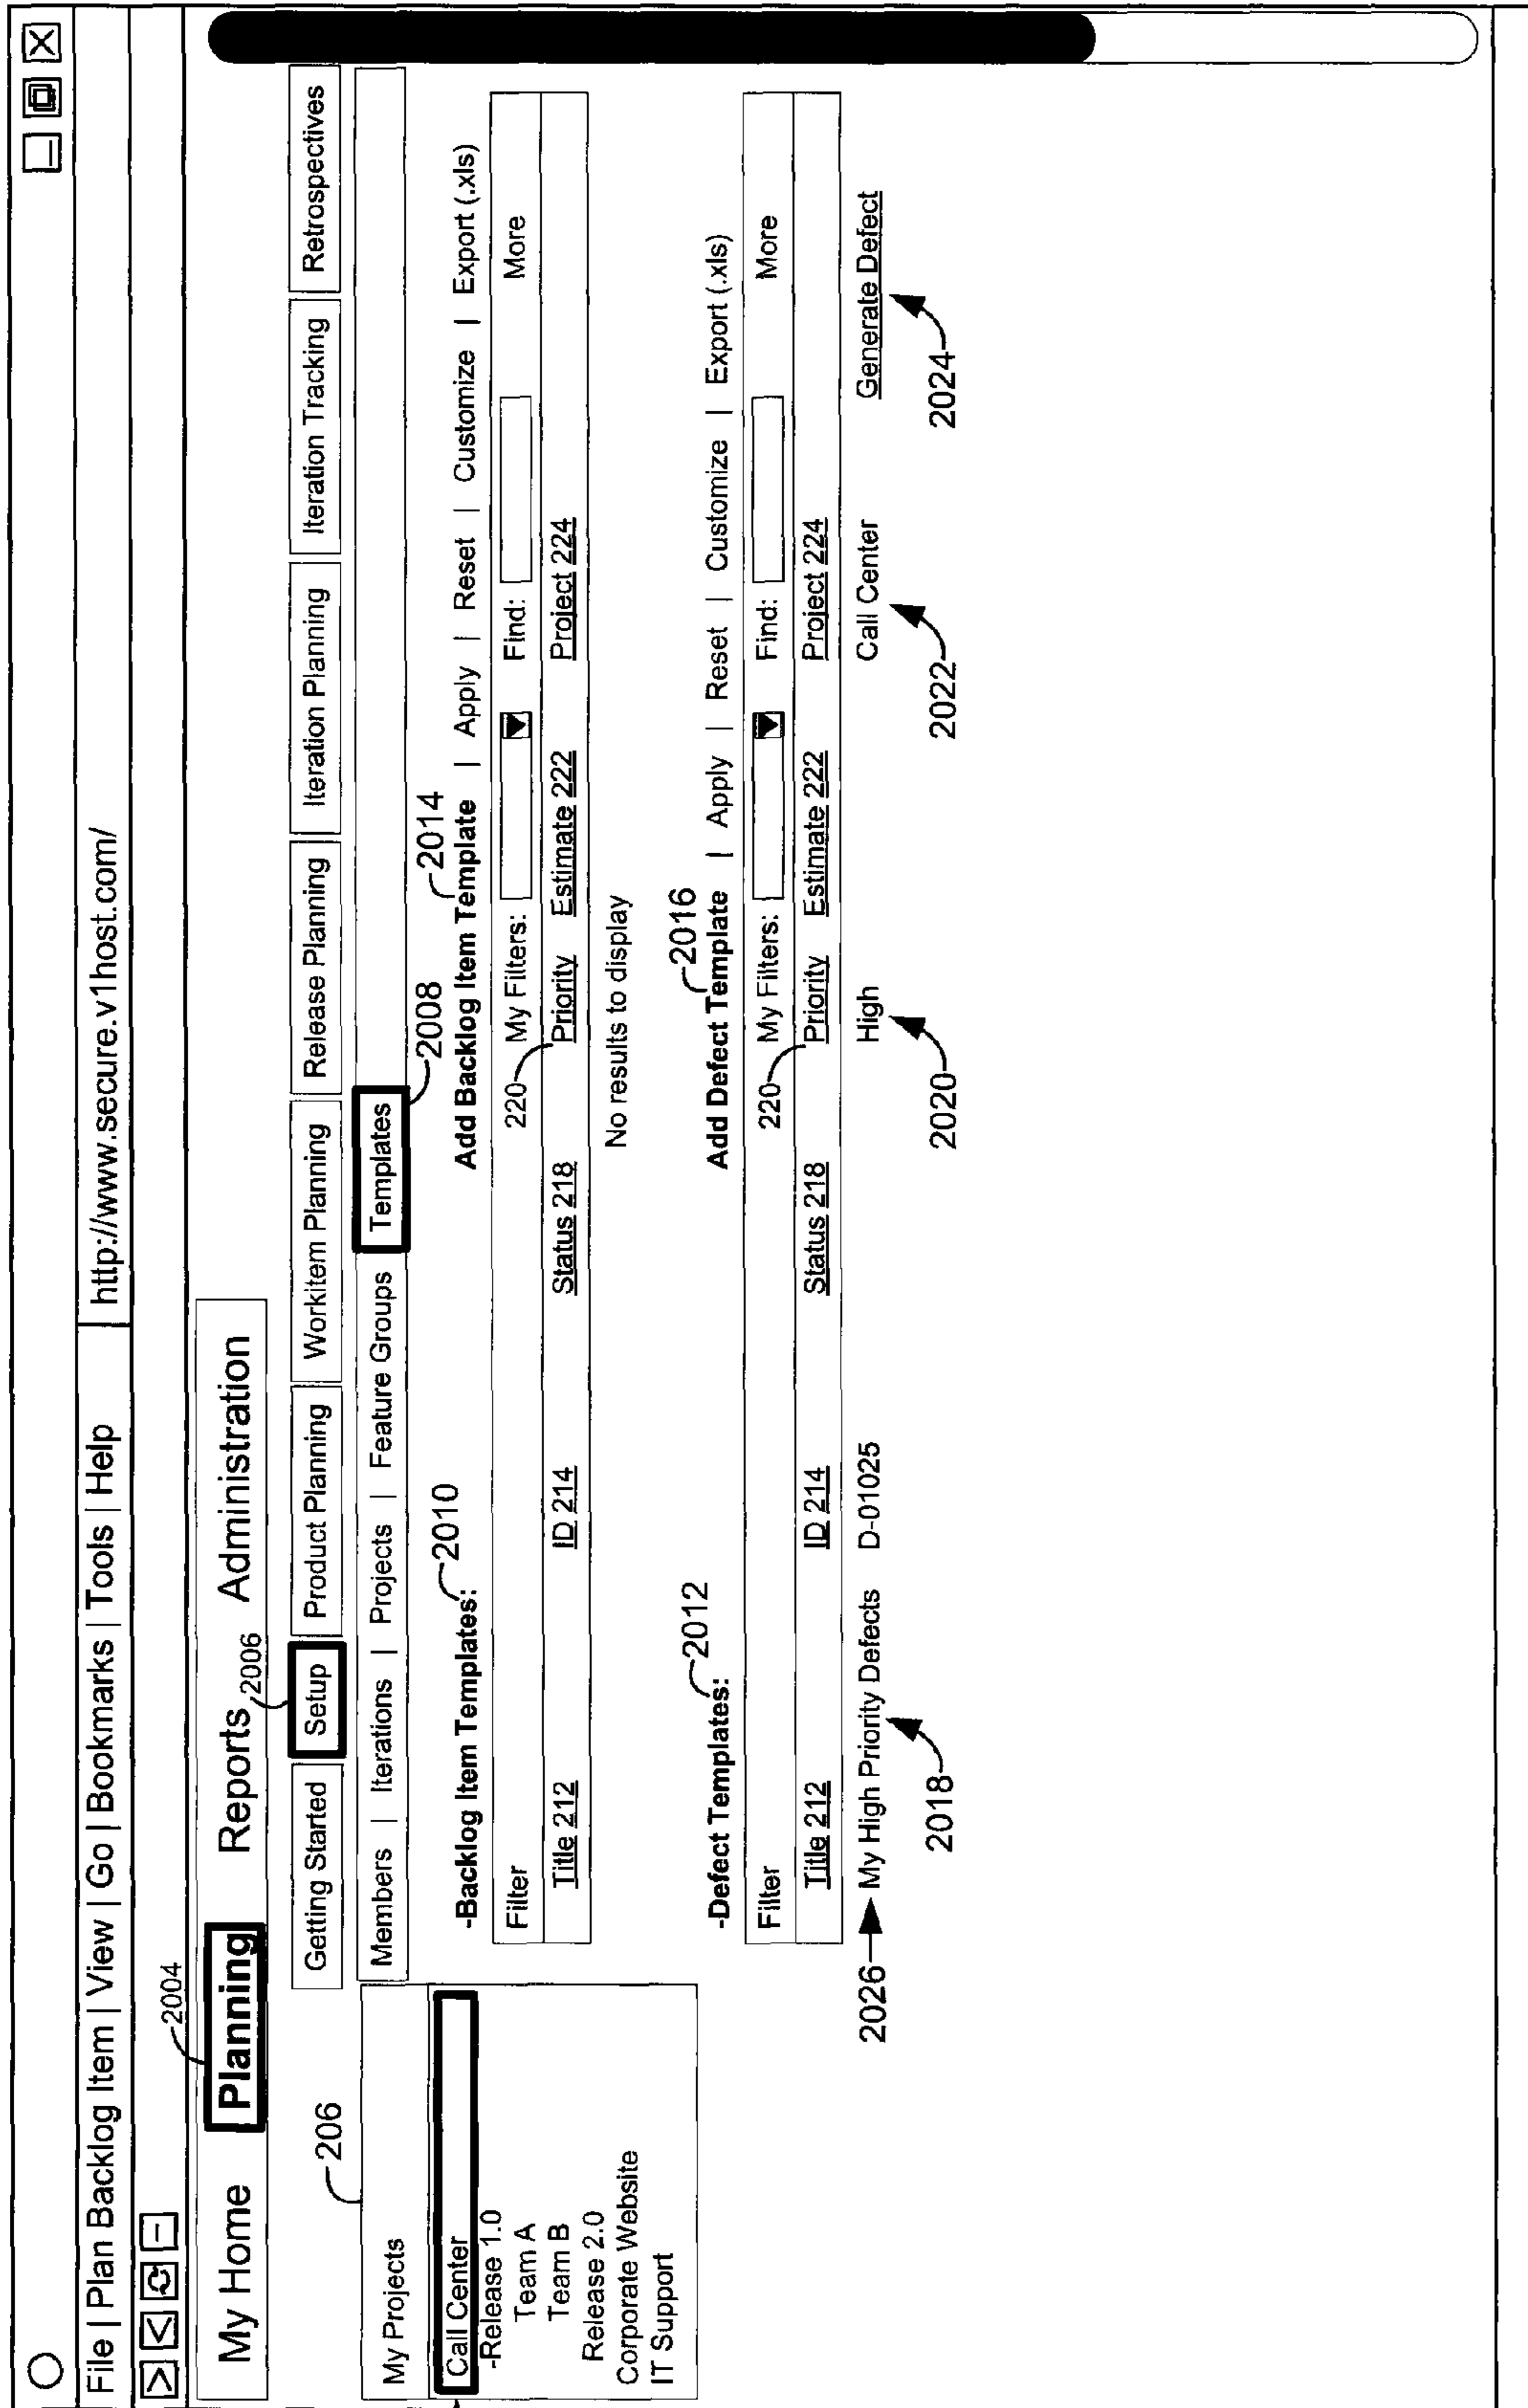 File | Plan Backlog Item | View | Go | Bookmarks | Tools | Help
http://www.secure.v1host.com/
2004
My Home Planning Reports Administration
2006
206
Getting Started Setup Product Planning Workitem Planning Release Planning Iteration Planning Iteration Tracking Retrospectives
My Projects
Members | Iterations | Projects | Feature Groups Templates
2008
Call Center
-Release 1.0
Team A
Team B
Release 2.0
Corporate Website
IT Support
2010
2014
-Backlog Item Templates: Add Backlog Item Template | Apply | Reset | Customize | Export (.xls)
Filter 220 My Filters: Find: More
Title 212 ID 214 Status 218 Priority Estimate 222 Project 224
No results to display
2012
2016
-Defect Templates: Add Defect Template | Apply | Reset | Customize | Export (.xls)
Filter 220 My Filters: Find: More
Title 212 ID 214 Status 218 Priority Estimate 222 Project 224
2026 My High Priority Defects D-01025 High Call Center Generate Defect
2018 2020 2022 2024